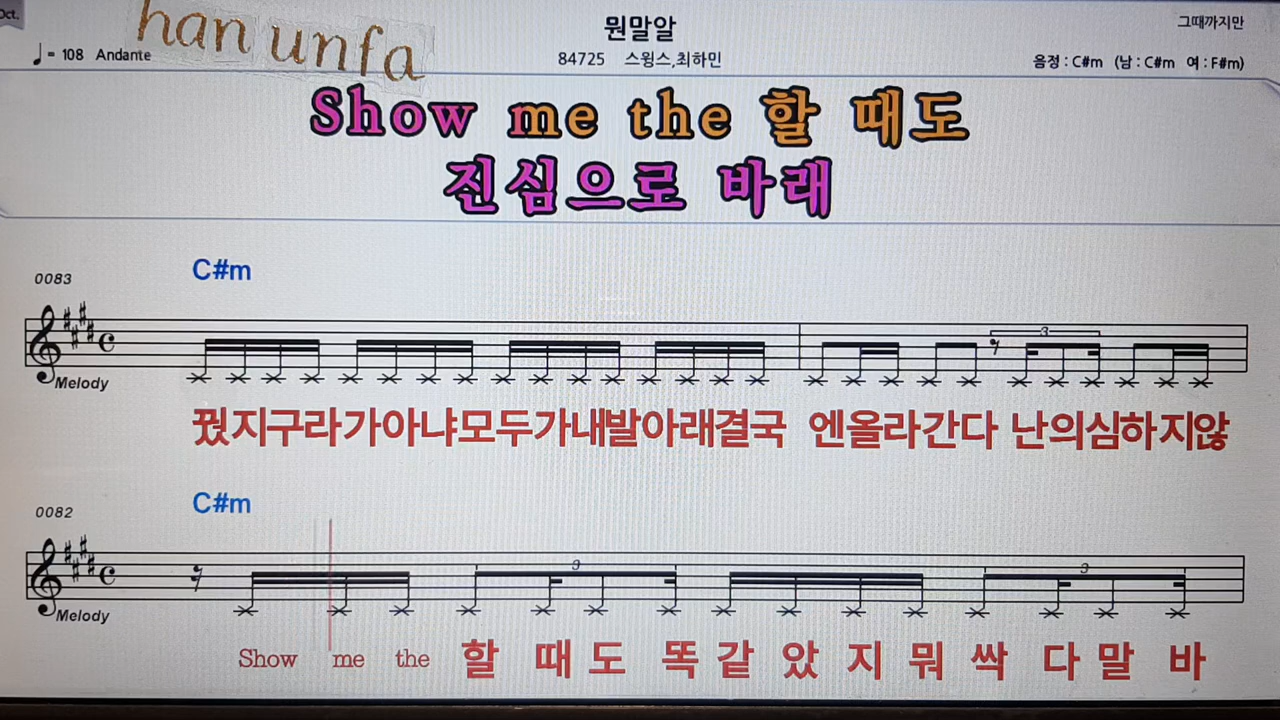 Oct.
han unfa
뭔말알
그때까지만
♩= 108 Andante
84725 스윙스,최하민
음정 : C#m (남 : C#m 여 : F#m)
Show me the 할 때도
진심으로 바래
0083
C#m
3
Melody
꿨지구라가아냐모두가내발아래결국 엔올라간다 난의심하지않
0082
C#m
3 3
Melody
Show me the 할 때 도 똑 같 았 지 뭐 싹 다 말 바